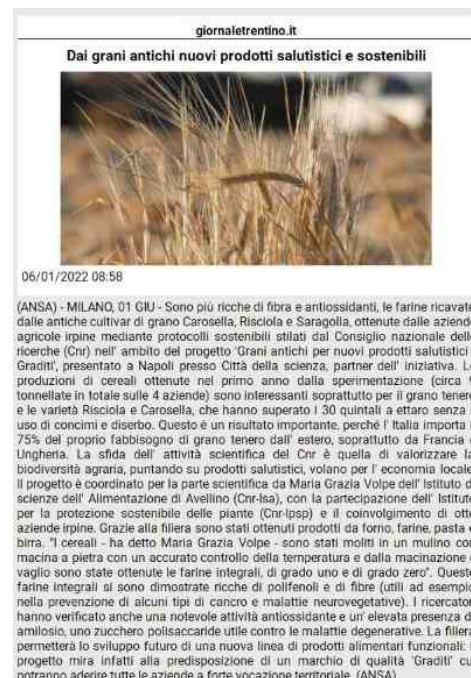 giornaletrentino.it
Dai grani antichi nuovi prodotti salutistici e sostenibili
06/01/2022 08:58
(ANSA) - MILANO, 01 GIU - Sono più ricche di fibra e antiossidanti, le farine ricavate
dalle antiche cultivar di grano Carosella, Risciola e Saragolla, ottenute dalle aziende
agricole irpine mediante protocolli sostenibili stilati dal Consiglio nazionale delle
ricerche (Cnr) nell' ambito del progetto 'Grani antichi per nuovi prodotti salutistici
Graditi', presentato a Napoli presso Città della scienza, partner dell' iniziativa.
produzioni di cereali ottenute nel primo anno dalla sperimentazione (circa
tonnellate in totale sulle 4 aziende) sono interessanti soprattutto per il grano tenero
e le varietà Risciola e Carosella, che hanno superato i 30 quintali a ettaro senza
uso di concimi e diserbo. Questo è un risultato importante, perché l' Italia importa
75% del proprio fabbisogno di grano tenero dall' estero, soprattutto da Francia
Ungheria. La sfida dell' attività scientifica del Cnr è quella di valorizzare la
biodiversità agraria, puntando su prodotti salutistici, volano per l' economia locale.
Il progetto è coordinato per la parte scientifica da Maria Grazia Volpe dell' Istituto di
scienze dell' Alimentazione di Avellino (Cnr-Isa), con la partecipazione dell' Istituto
per la protezione sostenibile delle piante (Cnr-Ipsp) e il coinvolgimento di otto
aziende irpine. Grazie alla filiera sono stati ottenuti prodotti da forno, farine, pasta e
birra. "I cereali - ha detto Maria Grazia Volpe - sono stati moliti in un mulino con
macina a pietra con un accurato controllo della temperatura e dalla macinazione
vaglio sono state ottenute le farine integrali, di grado uno e di grado zero". Queste
farine integrali si sono dimostrate ricche di polifenoli e di fibre (utili ad esempio
nella prevenzione di alcuni tipi di cancro e malattie neurovegetative). I ricercatori
hanno verificato anche una notevole attività antiossidante e un' elevata presenza di
amilosio, uno zucchero polisaccaride utile contro le malattie degenerative. La filiera
permetterà lo sviluppo futuro di una nuova linea di prodotti alimentari funzionali:
progetto mira infatti alla predisposizione di un marchio di qualità 'Graditi' cui
potranno aderire tutte le aziende a forte vocazione territoriale. (ANSA).